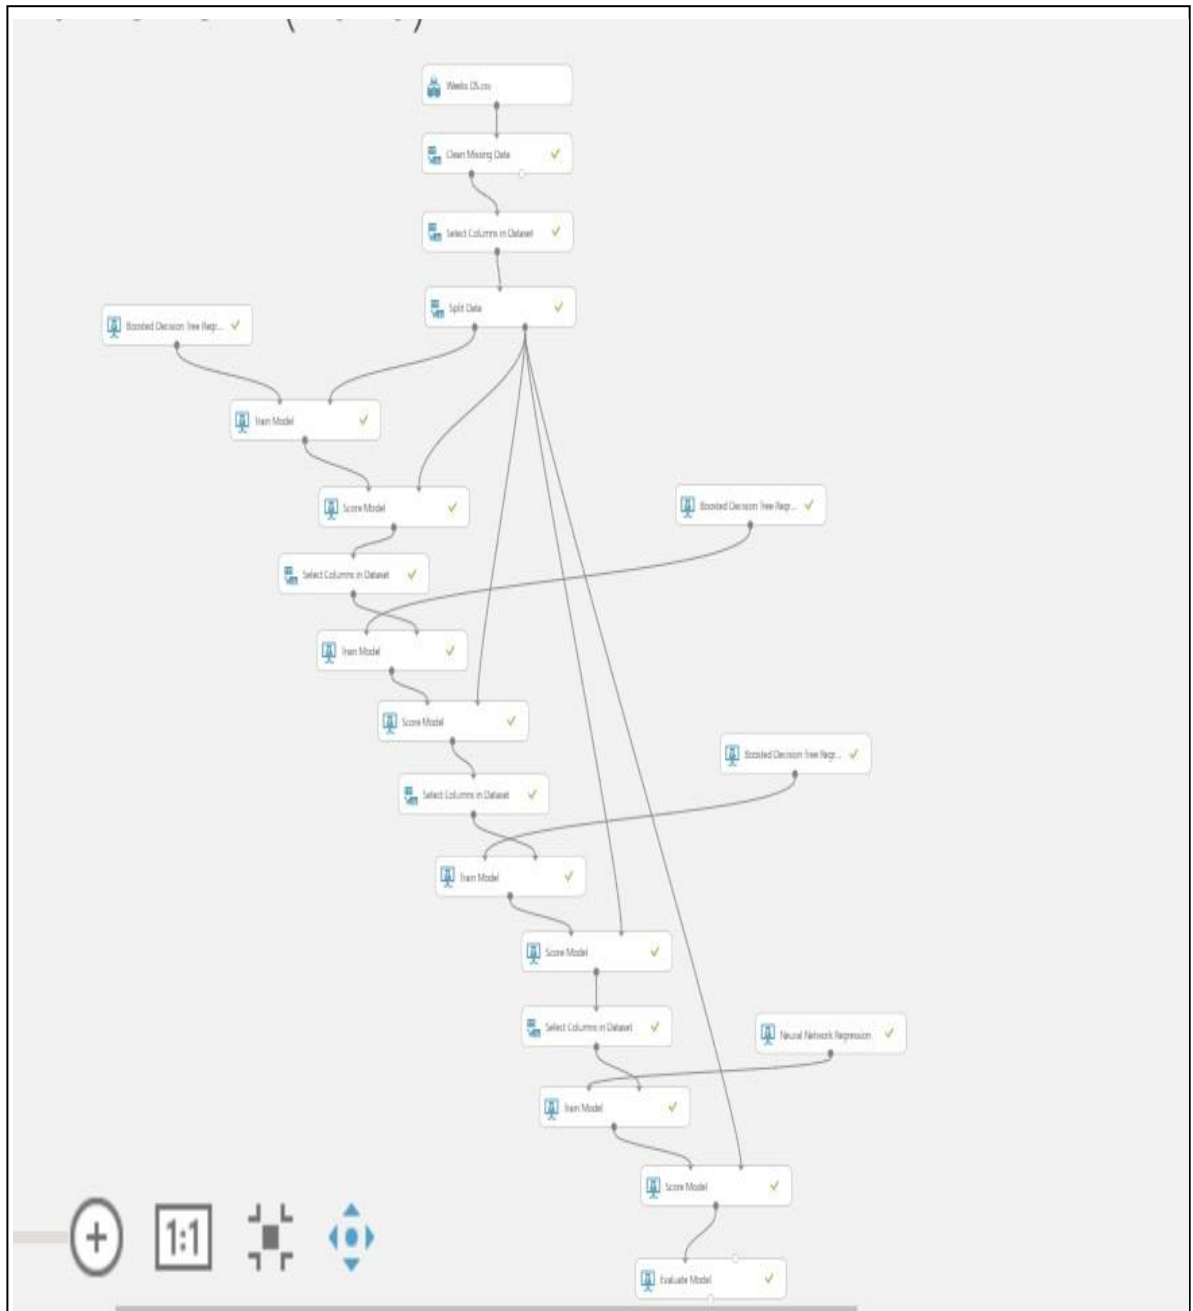 Weeks DS.csv
Clean Missing Data
Select Columns in Dataset
Split Data
Boosted Decision Tree Regr...
Train Model
Score Model
Boosted Decision Tree Regr...
Select Columns in Dataset
Train Model
Score Model
Boosted Decision Tree Regr...
Select Columns in Dataset
Train Model
Score Model
Select Columns in Dataset
Neural Network Regression
Train Model
Score Model
1:1
Evaluate Model